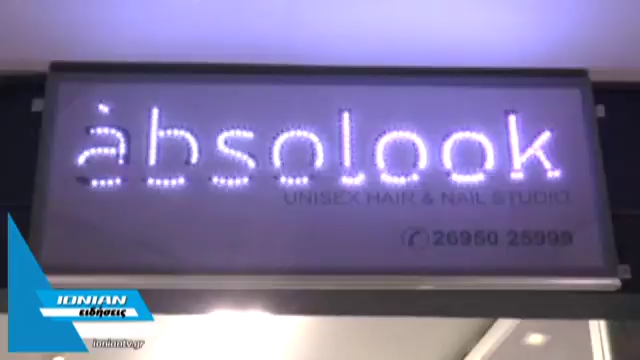 àbsolook
UNISEX HAIR & NAIL STUDIO
26950 25999
IONIAN
ειδήσεις
ioniantv.gr